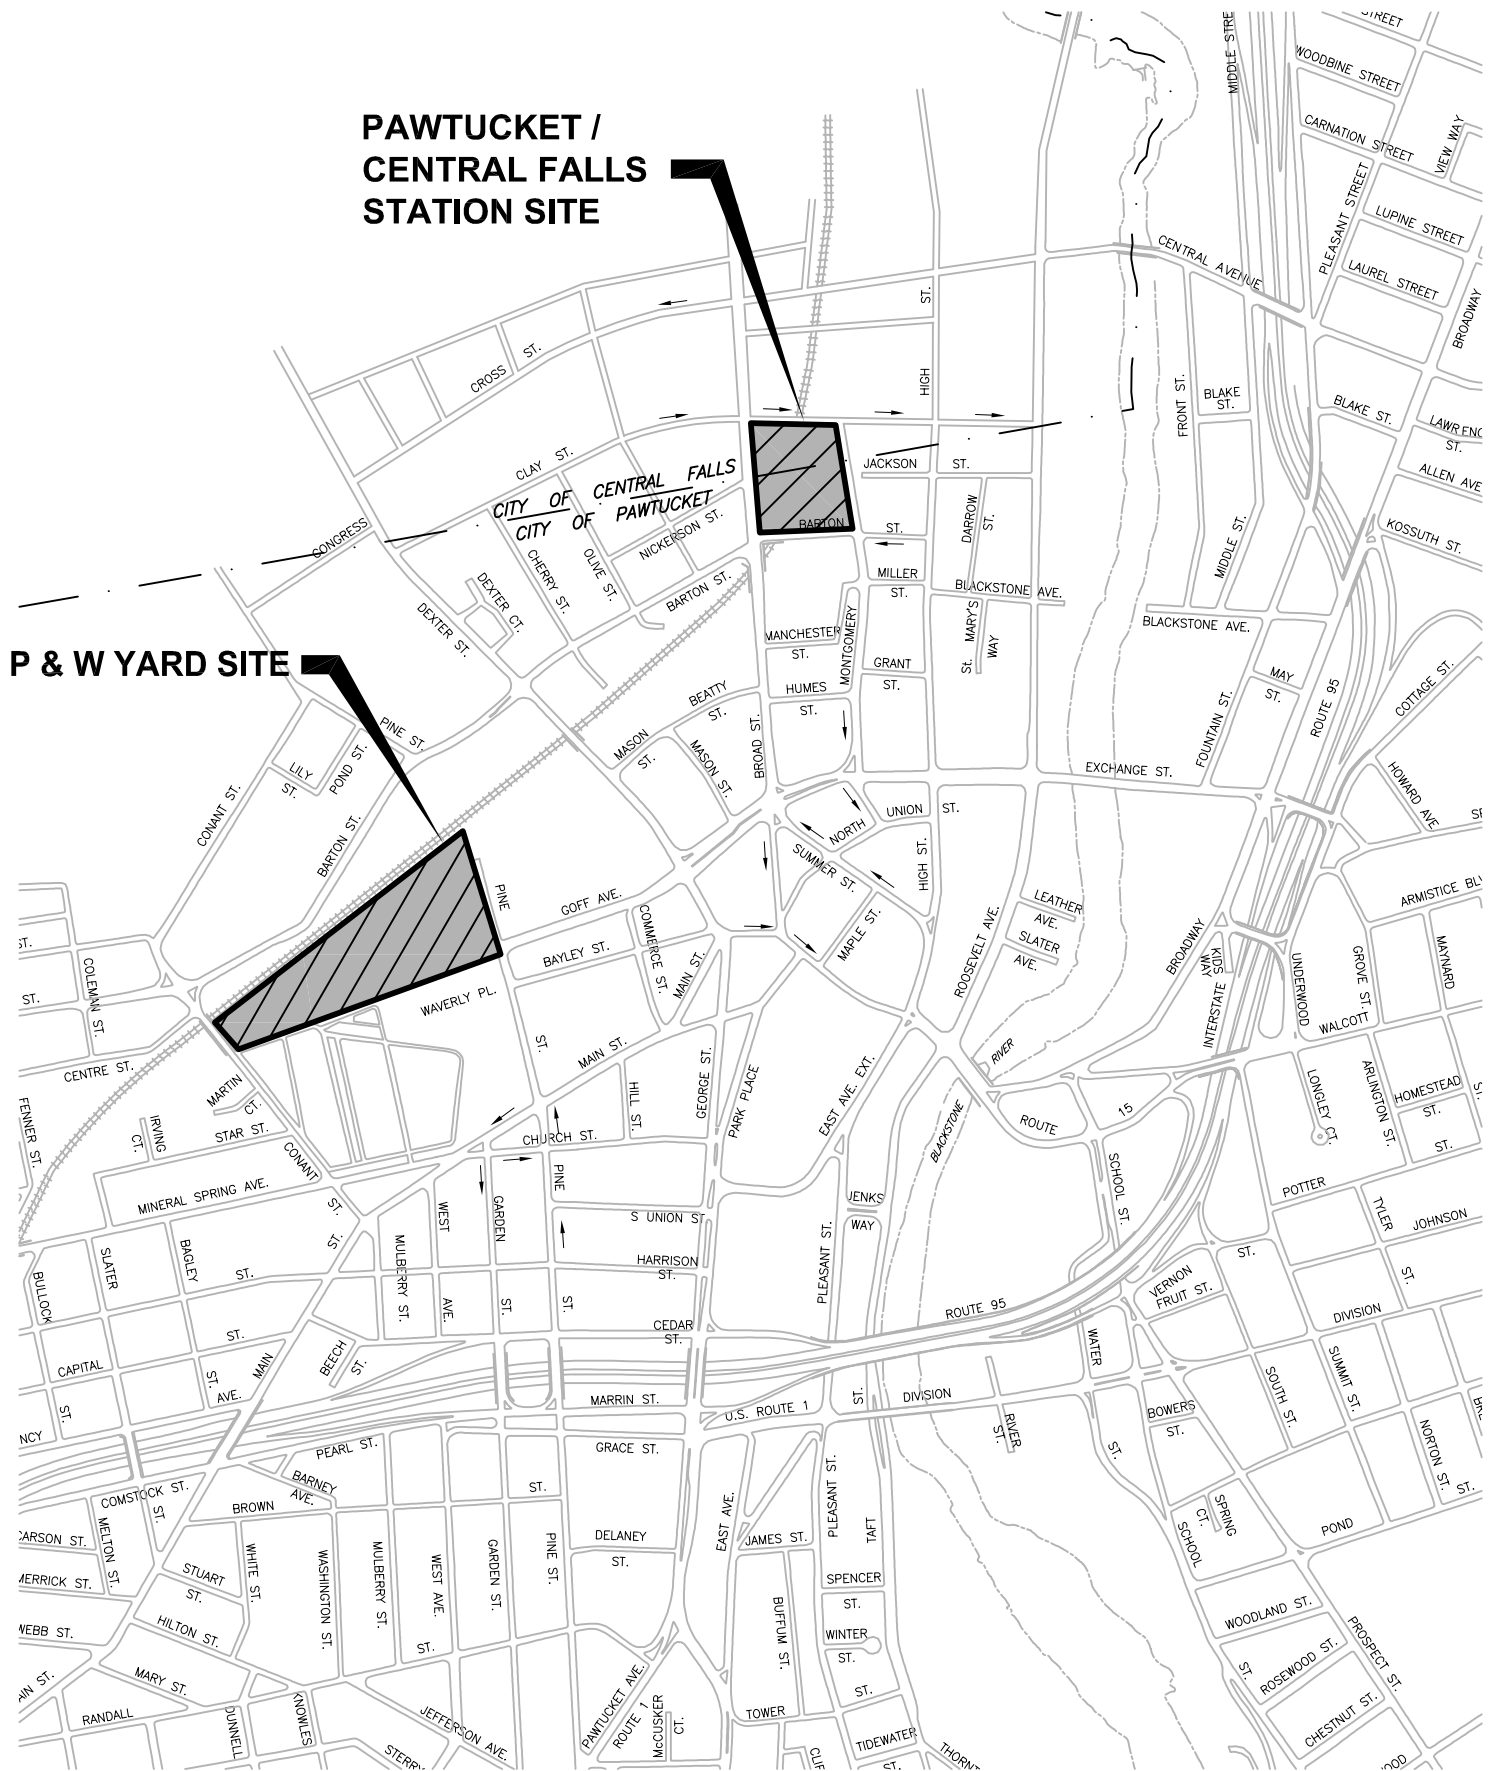 STREET
MIDDLE STRE
WOODBINE STREET
PAWTUCKET /
CENTRAL FALLS
STATION SITE
CARNATION STREET
VIEW WAY
PLEASANT STREET
LUPINE STREET
CENTRAL AVENUE
LAUREL STREET
BROADWAY
HIGH ST.
CROSS ST.
FRONT ST.
BLAKE ST.
BLAKE ST.
LAWRENC
ST.
CLAY ST.
JACKSON ST.
ALLEN AVE
CITY OF CENTRAL FALLS
CITY OF PAWTUCKET
CONGRESS
NICKERSON ST.
BARTON ST.
DARROW ST.
MIDDLE ST.
KOSSUTH ST.
CHERRY ST.
OLIVE ST.
DEXTER CT.
BARTON ST.
MILLER ST.
BLACKSTONE AVE.
BLACKSTONE AVE.
DEXTER ST.
MANCHESTER ST.
MONTGOMERY
St. MARY'S WAY
P & W YARD SITE
GRANT ST.
MAY ST.
COTTAGE ST.
BEATTY ST.
HUMES ST.
FOUNTAIN ST.
ROUTE 95
PINE ST.
MASON ST.
MASON ST.
BROAD ST.
LILY ST.
POND ST.
EXCHANGE ST.
HOWARD AVE
CONANT ST.
BARTON ST.
UNION ST.
NORTH
SUMMER ST.
HIGH ST.
PINE
GOFF AVE.
LEATHER AVE.
ARMISTICE BLV
COMMERCE ST.
MAPLE ST.
ROOSEVELT AVE.
SLATER AVE.
BROADWAY
KIDS WAY
ST.
COLEMAN ST.
BAYLEY ST.
MAIN ST.
UNDERWOOD
GROVE ST.
MAYNARD
ST.
WAVERLY PL.
INTERSTATE
WALCOTT
CENTRE ST.
ST.
MAIN ST.
GEORGE ST.
PARK PLACE
EAST AVE. EXT.
RIVER
BLACKSTONE
MARTIN CT.
HILL ST.
LONGLEY CT.
ARLINGTON ST.
HOMESTEAD ST.
ST.
FENNER ST.
IRVING CT.
STAR ST.
CHURCH ST.
ROUTE 15
CONANT ST.
PINE
SCHOOL ST.
ST.
MINERAL SPRING AVE.
POTTER
JENKS WAY
GARDEN
WEST
S UNION ST
TYLER
JOHNSON
ST.
BULLOCK
SLATER
BAGLEY
ST.
MULBERRY ST.
HARRISON ST.
PLEASANT ST.
VERNON
FRUIT ST.
ST.
ST.
AVE.
ST.
ST.
ROUTE 95
DIVISION
CEDAR ST.
WATER
CAPITAL
ST.
MAIN
BEECH ST.
SUMMIT ST.
SOUTH ST.
ST.
AVE.
MARRIN ST.
U.S. ROUTE 1
ST.
DIVISION
BOWERS ST.
ST.
NCY
PEARL ST.
GRACE ST.
RIVER ST.
ST.
NORTON ST.
BARNEY AVE.
PLEASANT ST.
COMSTOCK ST.
ST.
BROWN
ST.
EAST AVE.
SPRING CT.
ST.
CARSON ST.
MELTON ST.
DELANEY ST.
JAMES ST.
TAFT
SCHOOL
POND
MERRICK ST.
STUART ST.
WHITE ST.
WASHINGTON ST.
MULBERRY ST.
WEST AVE.
GARDEN ST.
PINE ST.
SPENCER ST.
BUFFUM ST.
WOODLAND ST.
WEBB ST.
HILTON ST.
ST.
WINTER ST.
PROSPECT ST.
ROSEWOOD ST.
ST.
AIN ST.
MARY ST.
PAWTUCKET AVE.
ROUTE 1
ST.
RANDALL
DUNNELL
KNOWLES
JEFFERSON AVE.
McCUSKER CT.
TOWER
CHESTNUT ST.
STERR
CLIF
TIDEWATER
ST.
THORNT
OOD